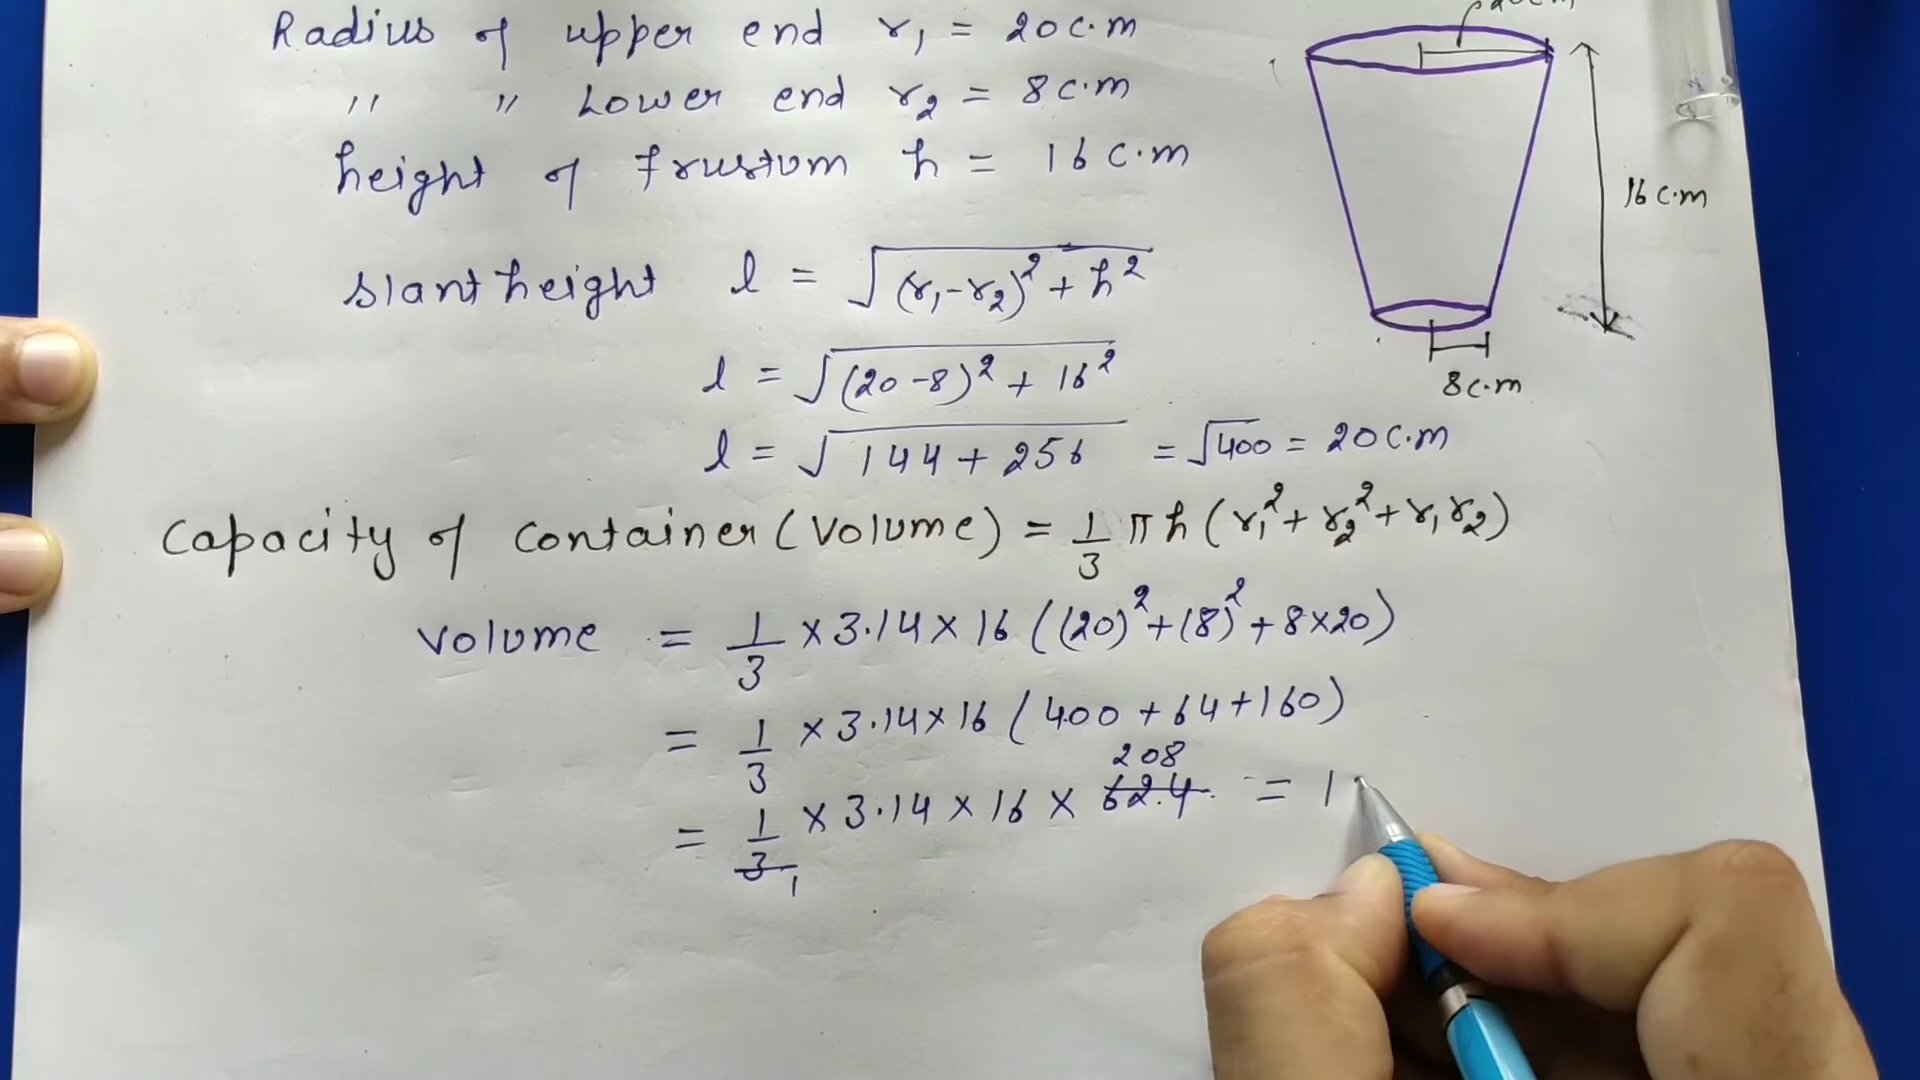 Radius of upper end r₁ = 20 c.m
" " Lower end r₂ = 8 c.m
height of frustum h = 16 c.m
16 c.m
slant height l = √(r₁-r₂)² + h²
l = √(20-8)² + 16²
8 c.m
l = √144 + 256 = √400 = 20 c.m
Capacity of container (Volume) = 1/3 πh (r₁² + r₂² + r₁r₂)
Volume = 1/3 × 3.14 × 16 ((20)² + (8)² + 8×20)
= 1/3 × 3.14 × 16 (400 + 64 + 160)
208
= 1/3 × 3.14 × 16 × 624 = 1
1